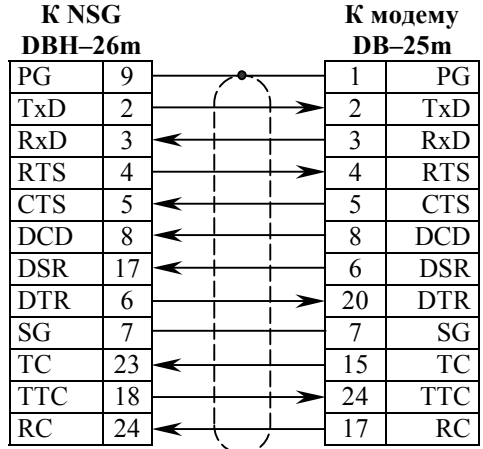 К NSG К модему
DBH–26m DB–25m
PG 9 1 PG
TxD 2 2 TxD
RxD 3 3 RxD
RTS 4 4 RTS
CTS 5 5 CTS
DCD 8 8 DCD
DSR 17 6 DSR
DTR 6 20 DTR
SG 7 7 SG
TC 23 15 TC
TTC 18 24 TTC
RC 24 17 RC